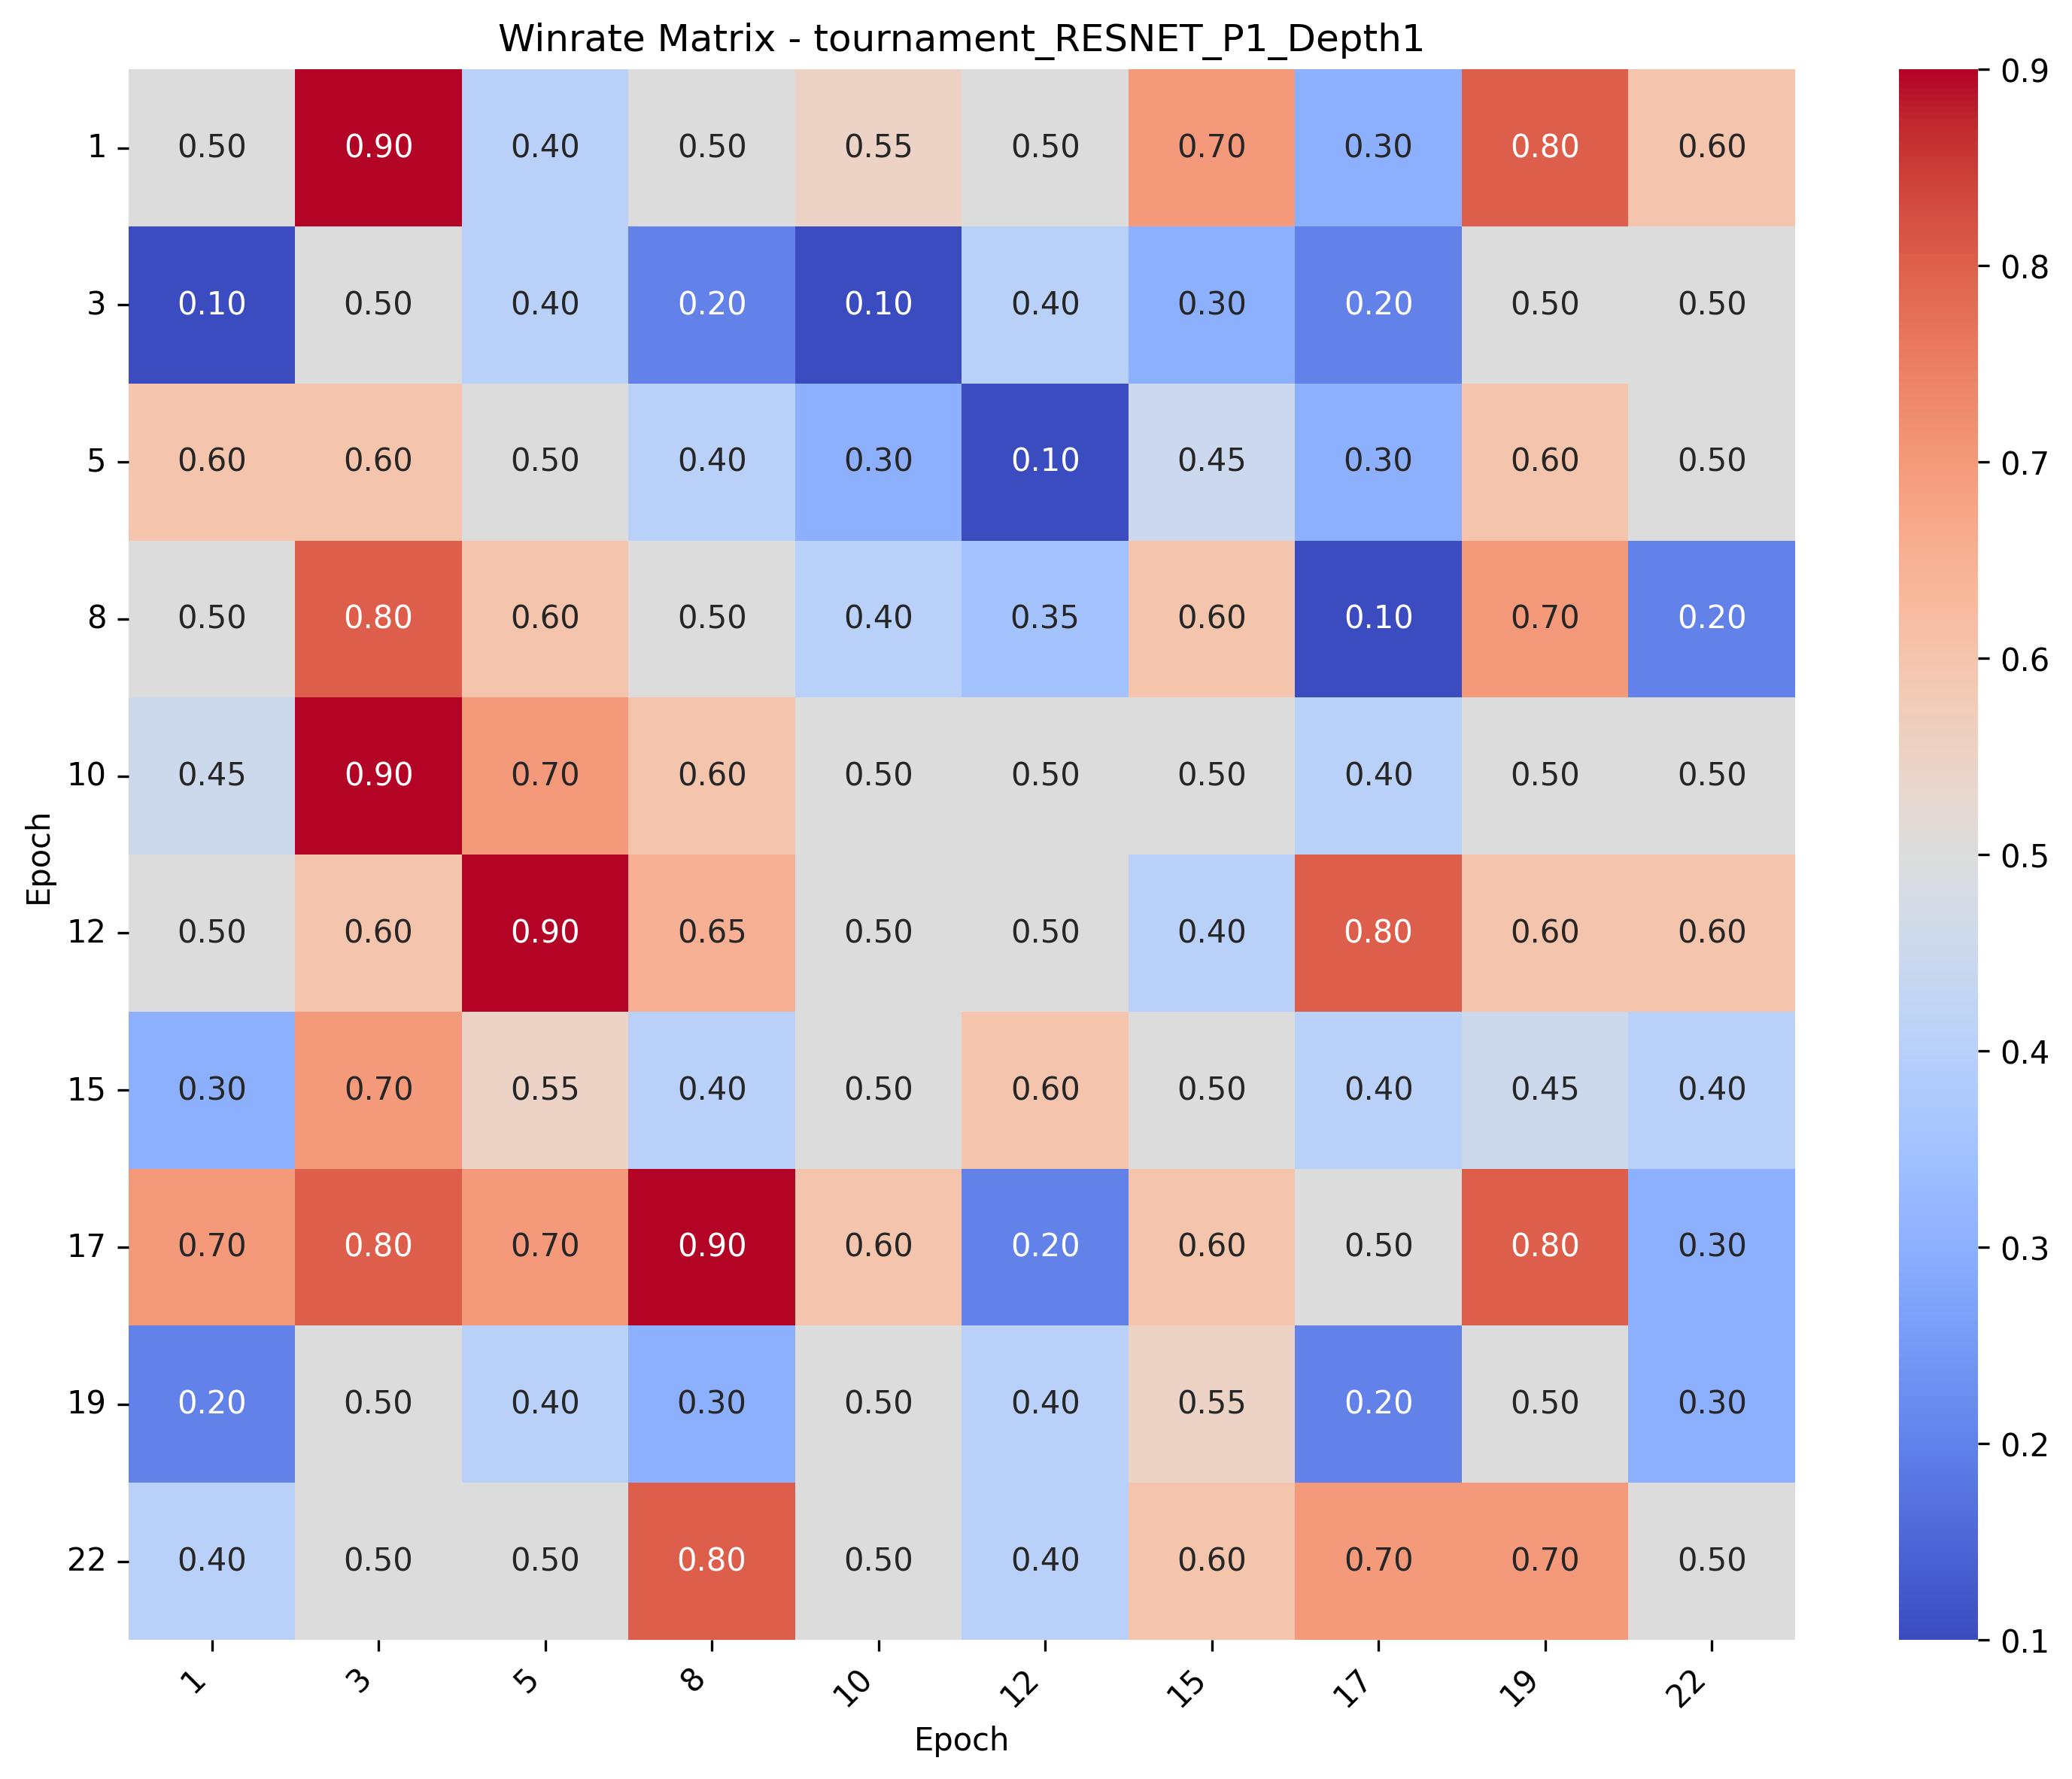 Winrate Matrix - tournament_RESNET_P1_Depth1
1 0.50 0.90 0.40 0.50 0.55 0.50 0.70 0.30 0.80 0.60
3 0.10 0.50 0.40 0.20 0.10 0.40 0.30 0.20 0.50 0.50
5 0.60 0.60 0.50 0.40 0.30 0.10 0.45 0.30 0.60 0.50
8 0.50 0.80 0.60 0.50 0.40 0.35 0.60 0.10 0.70 0.20
10 0.45 0.90 0.70 0.60 0.50 0.50 0.50 0.40 0.50 0.50
12 0.50 0.60 0.90 0.65 0.50 0.50 0.40 0.80 0.60 0.60
15 0.30 0.70 0.55 0.40 0.50 0.60 0.50 0.40 0.45 0.40
17 0.70 0.80 0.70 0.90 0.60 0.20 0.60 0.50 0.80 0.30
19 0.20 0.50 0.40 0.30 0.50 0.40 0.55 0.20 0.50 0.30
22 0.40 0.50 0.50 0.80 0.50 0.40 0.60 0.70 0.70 0.50
1 3 5 8 10 12 15 17 19 22
Epoch
Epoch
0.9
0.8
0.7
0.6
0.5
0.4
0.3
0.2
0.1